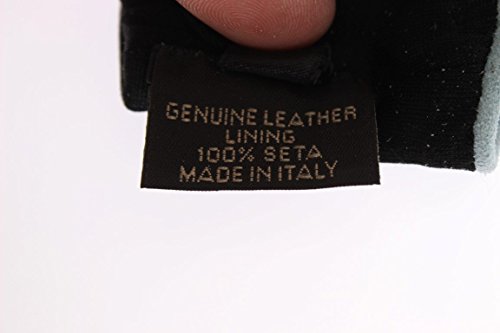 GENUINE LEATHER
LINING
100% SETA
MADE IN ITALY